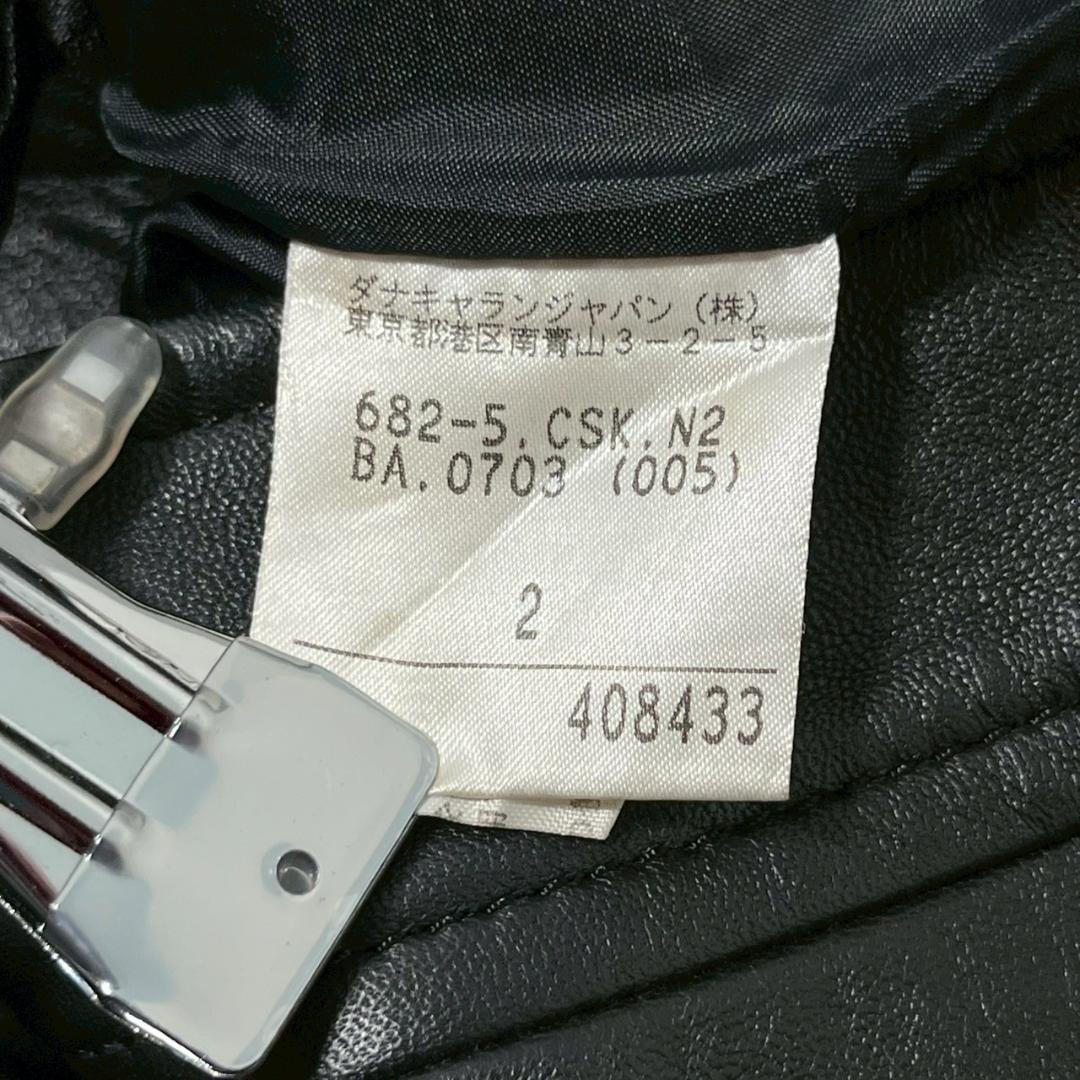 ダナキャランジャパン（株）
東京都港区南青山３－２－５
682-5.CSK.N2
BA.0703 (005)
2
408433